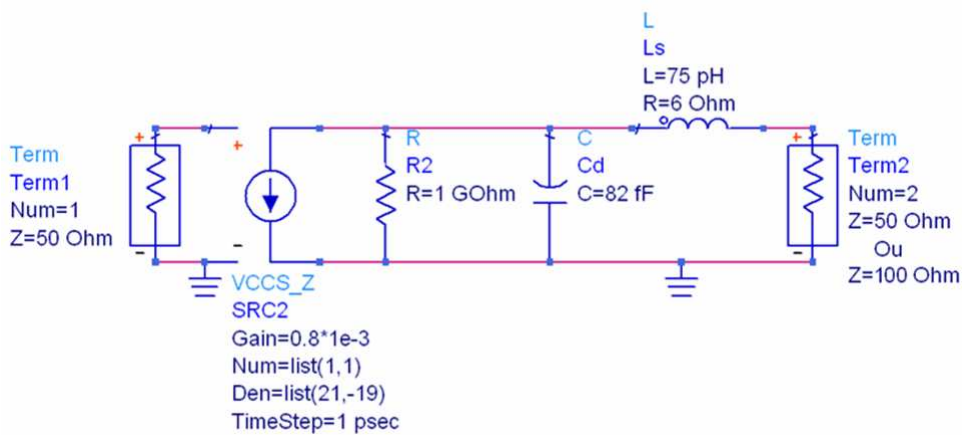 L
Ls
L=75 pH
R=6 Ohm
Term
Term1
Num=1
Z=50 Ohm
+
-
+
-
VCCS_Z
SRC2
Gain=0.8*1e-3
Num=list(1,1)
Den=list(21,-19)
TimeStep=1 psec
R
R2
R=1 GOhm
C
Cd
C=82 fF
+
-
Term
Term2
Num=2
Z=50 Ohm
Ou
Z=100 Ohm